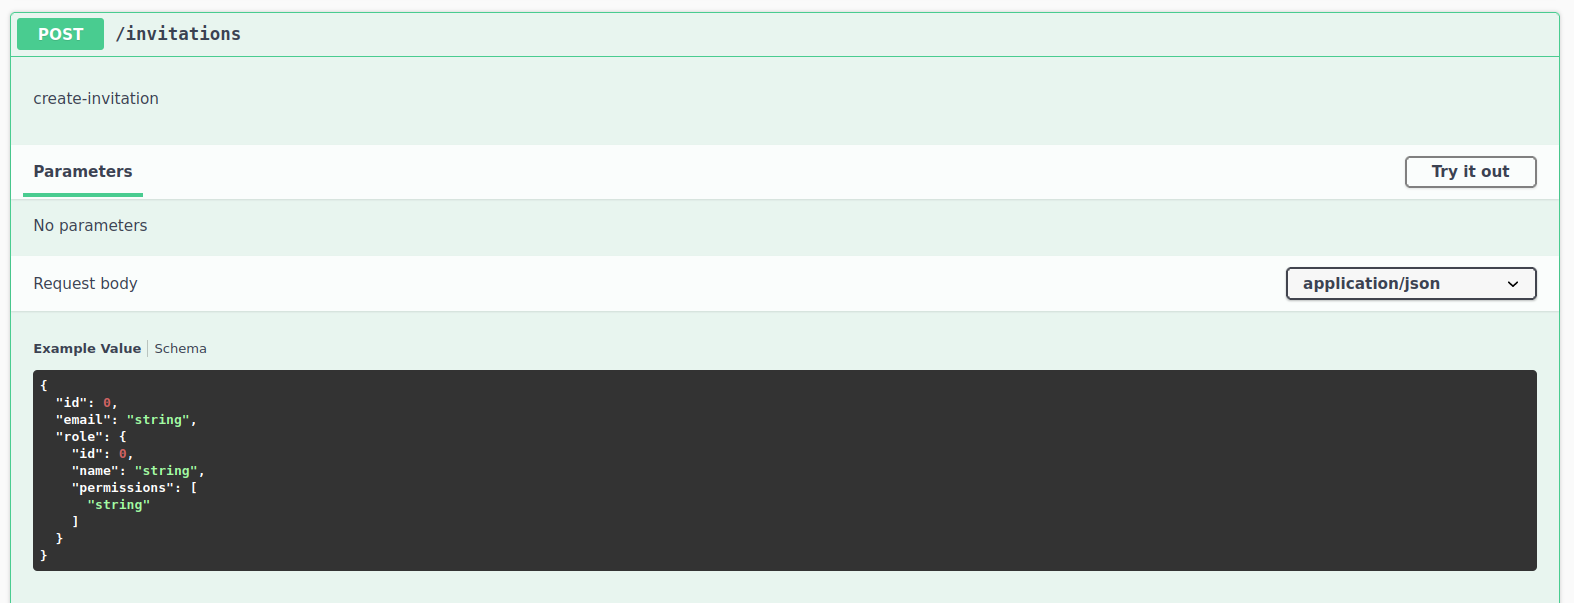 POST /invitations
create-invitation
Parameters
Try it out
No parameters
Request body
application/json
Example Value
Schema
{
  "id": 0,
  "email": "string",
  "role": {
    "id": 0,
    "name": "string",
    "permissions": [
      "string"
    ]
  }
}